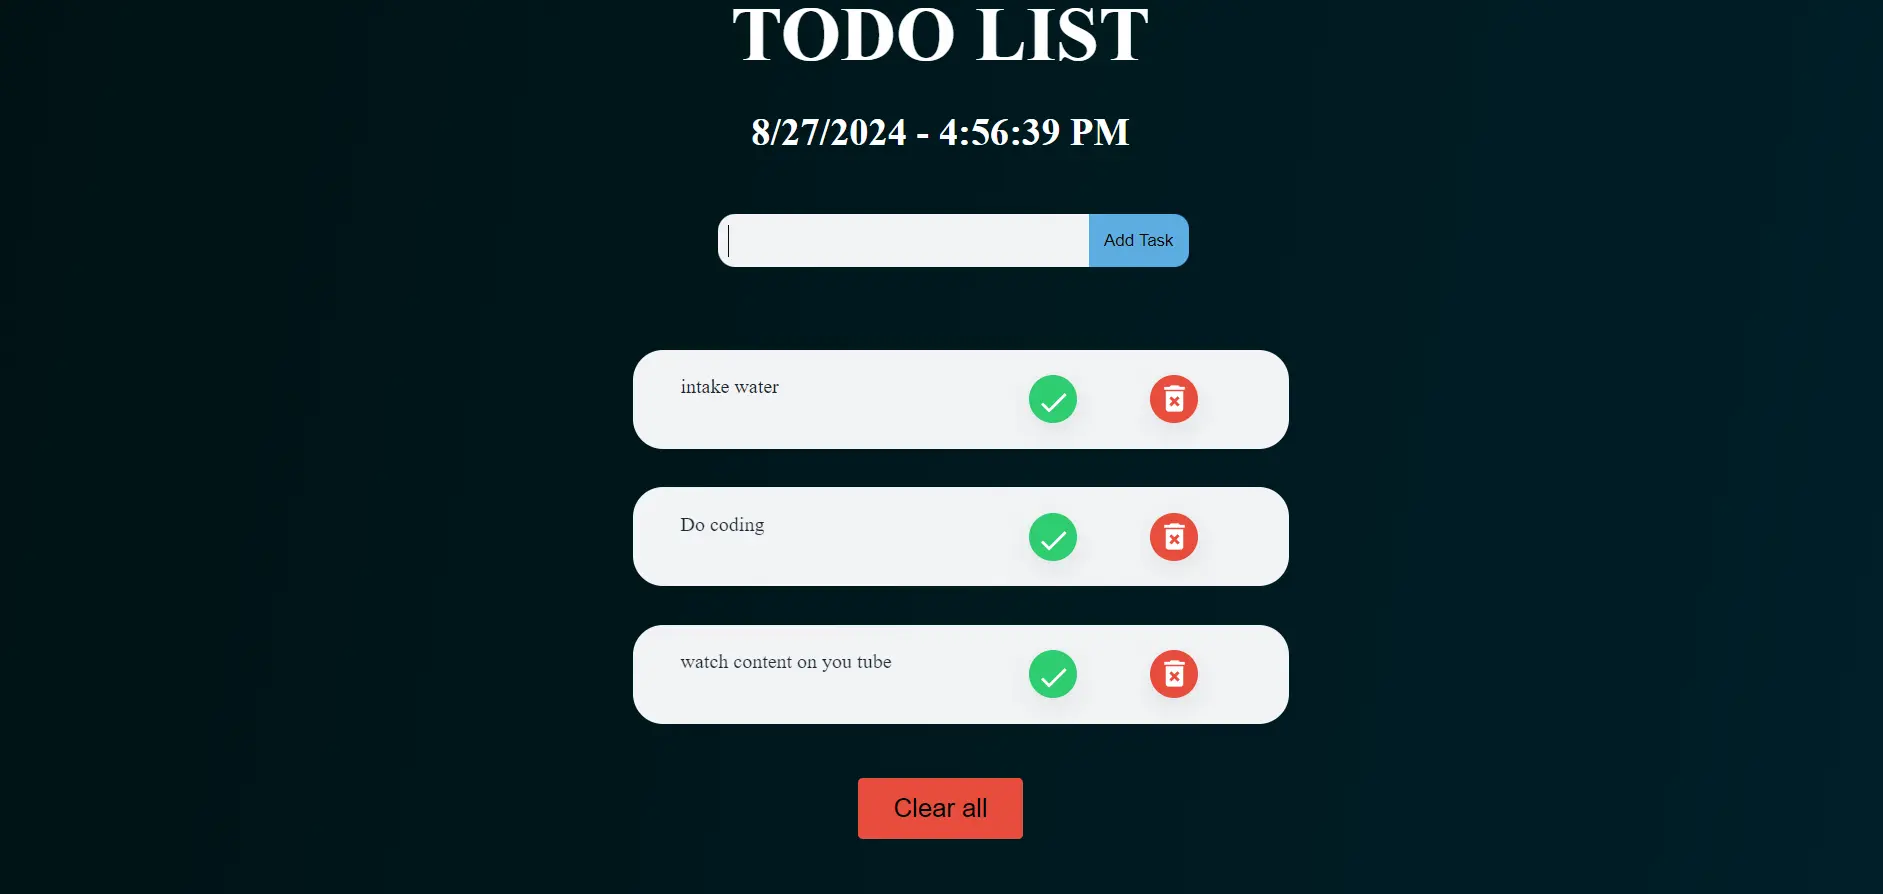 TODO LIST
8/27/2024 - 4:56:39 PM
Add Task
intake water
Do coding
watch content on you tube
Clear all